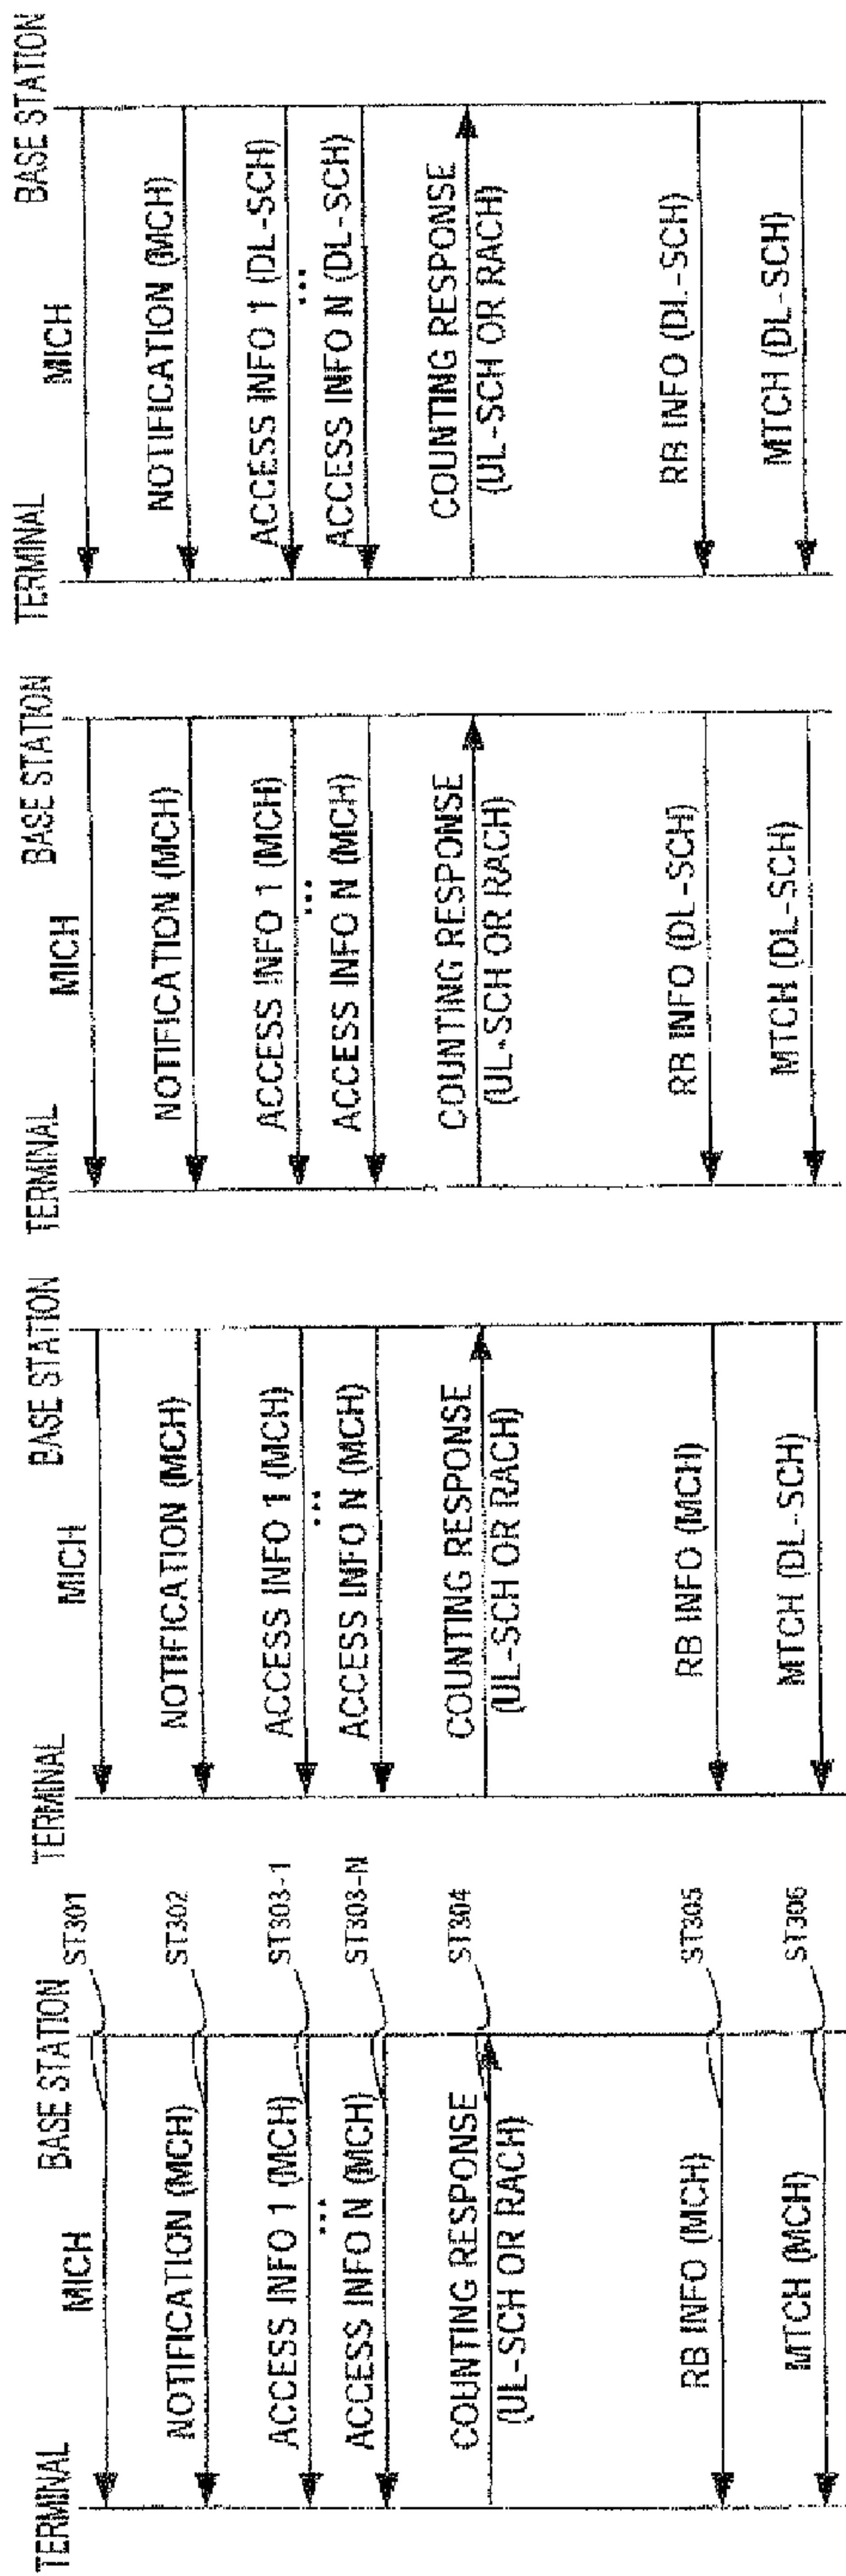 TERMINAL
BASE STATION
MICH
ST301
NOTIFICATION (MCH)
ST302
ACCESS INFO 1 (MCH)
ST303-1
ACCESS INFO N (MCH)
ST303-N
COUNTING RESPONSE
(UL-SCH OR RACH)
ST304
RB INFO (MCH)
ST305
MTCH (MCH)
ST306
TERMINAL
BASE STATION
MICH
NOTIFICATION (MCH)
ACCESS INFO 1 (MCH)
ACCESS INFO N (MCH)
COUNTING RESPONSE
(UL-SCH OR RACH)
RB INFO (MCH)
MTCH (DL-SCH)
TERMINAL
BASE STATION
MICH
NOTIFICATION (MCH)
ACCESS INFO 1 (MCH)
ACCESS INFO N (MCH)
COUNTING RESPONSE
(UL-SCH OR RACH)
RB INFO (DL-SCH)
MTCH (DL-SCH)
TERMINAL
BASE STATION
MICH
NOTIFICATION (MCH)
ACCESS INFO 1 (DL-SCH)
ACCESS INFO N (DL-SCH)
COUNTING RESPONSE
(UL-SCH OR RACH)
RB INFO (DL-SCH)
MTCH (DL-SCH)